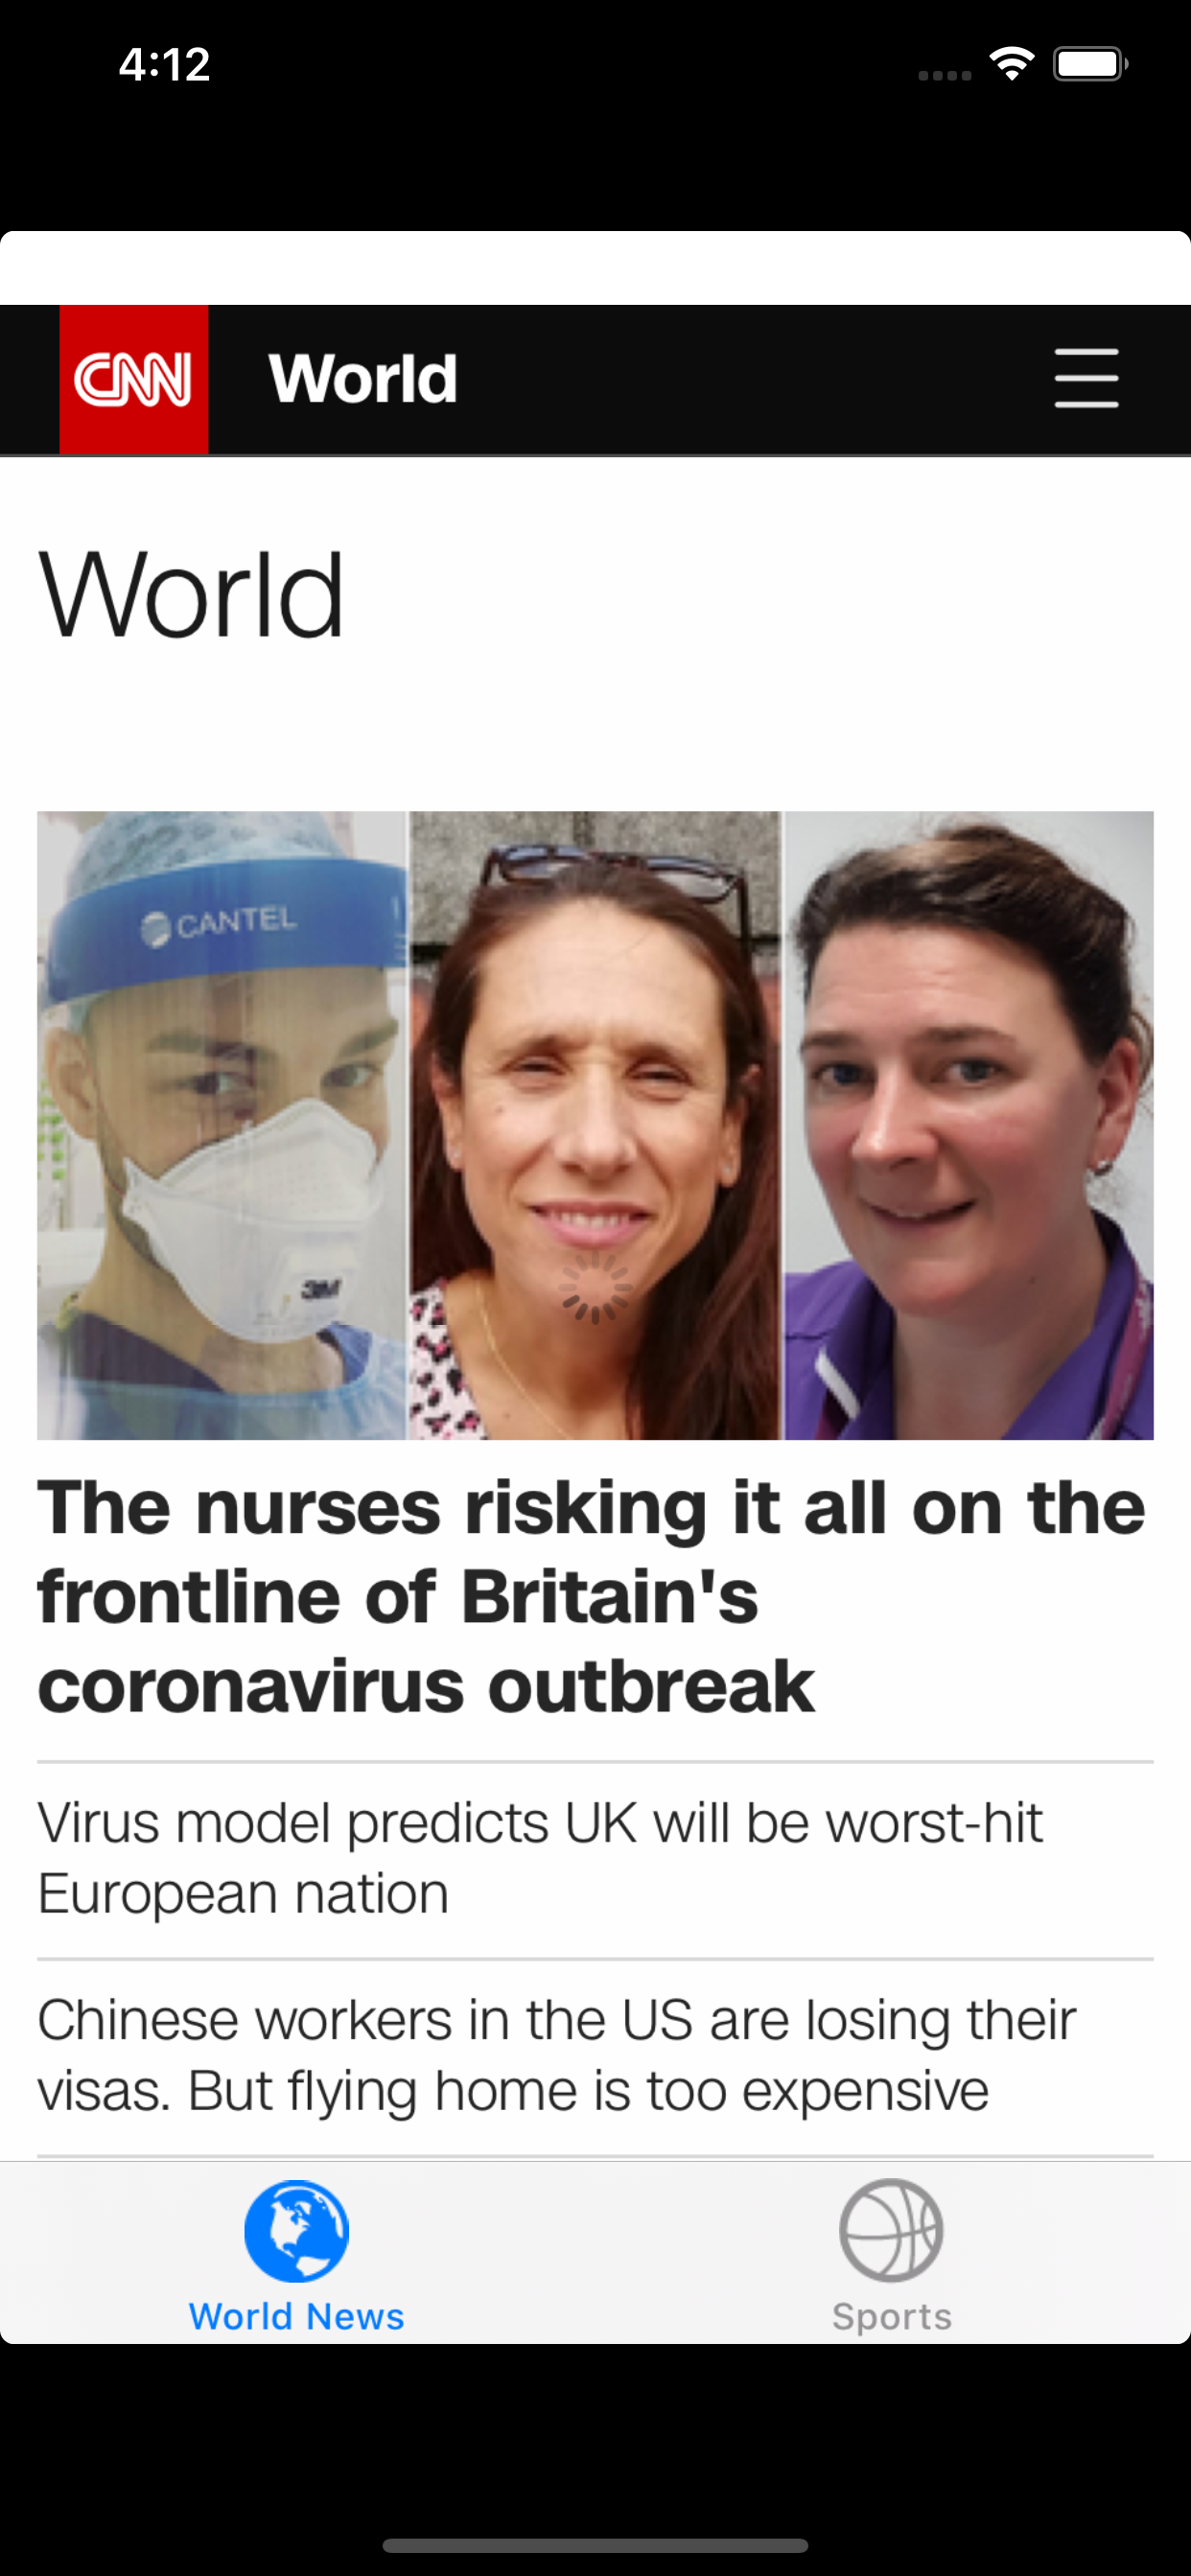 4:12
CNN
World
World
CANTEL
3M
The nurses risking it all on the
frontline of Britain's
coronavirus outbreak
Virus model predicts UK will be worst-hit
European nation
Chinese workers in the US are losing their
visas. But flying home is too expensive
World News
Sports